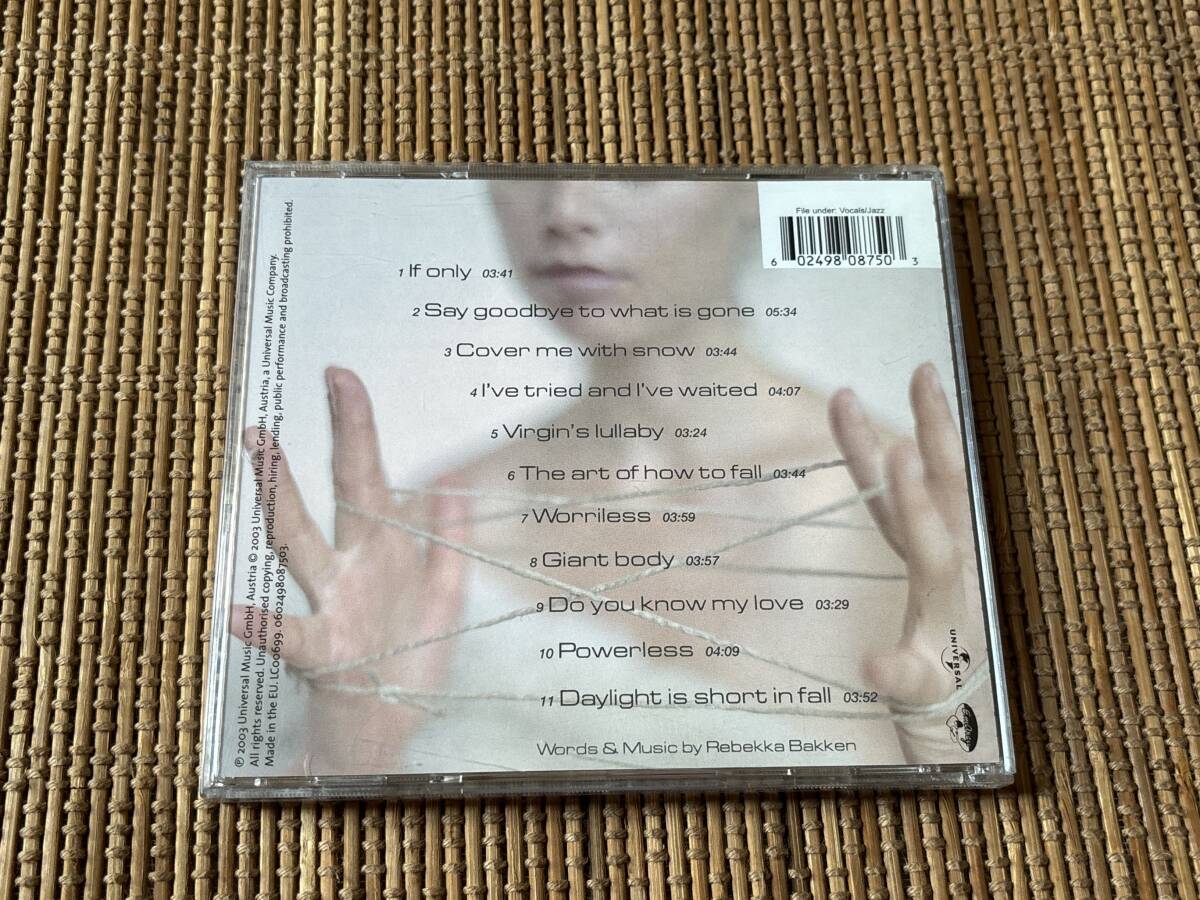 File under: Vocals/Jazz
6 02498 08750 3
1 If only 03:41
2 Say goodbye to what is gone 05:34
3 Cover me with snow 03:44
4 I've tried and I've waited 04:07
5 Virgin's lullaby 03:24
6 The art of how to fall 03:44
7 Worriless 03:59
8 Giant body 03:57
9 Do you know my love 03:29
10 Powerless 04:09
11 Daylight is short in fall 03:52
Words & Music by Rebekka Bakken
℗ 2003 Universal Music GmbH, Austria © 2003 Universal Music GmbH, Austria, a Universal Music Company.
All rights reserved. Unauthorised copying, reproduction, hiring, lending, public performance and broadcasting prohibited.
Made in the EU. LC00699. 0602498087503.
UNIVERSAL